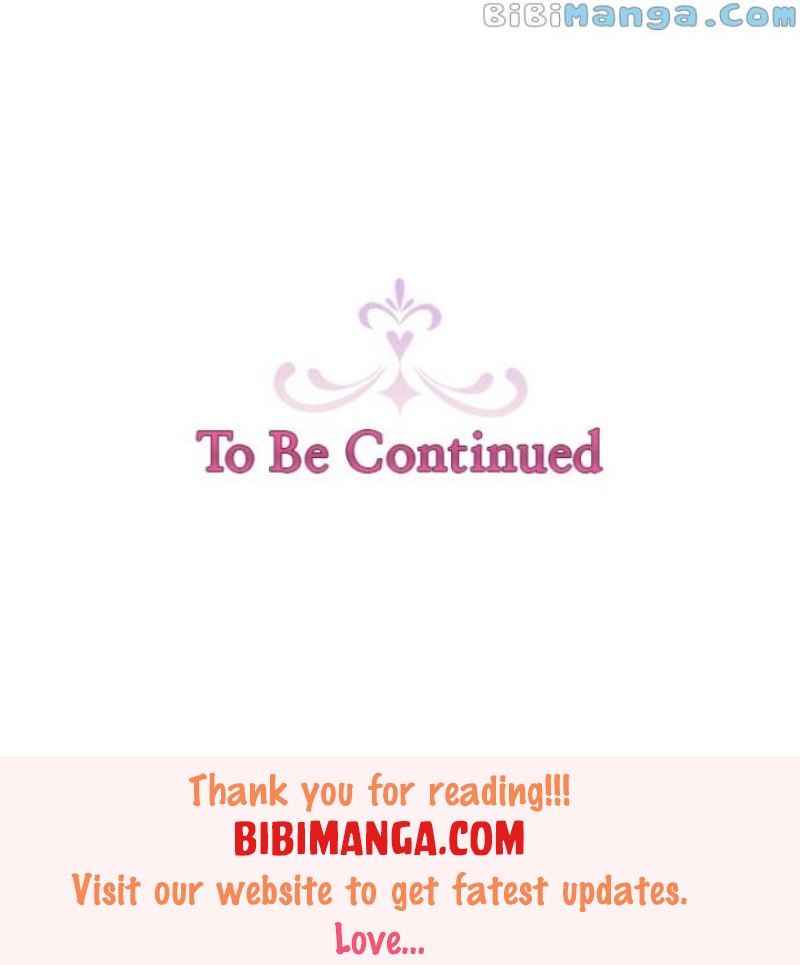 BiBiManga.Com
To Be Continued
Thank you for reading!!!
BIBIMANGA.COM
Visit our website to get fatest updates.
Love...